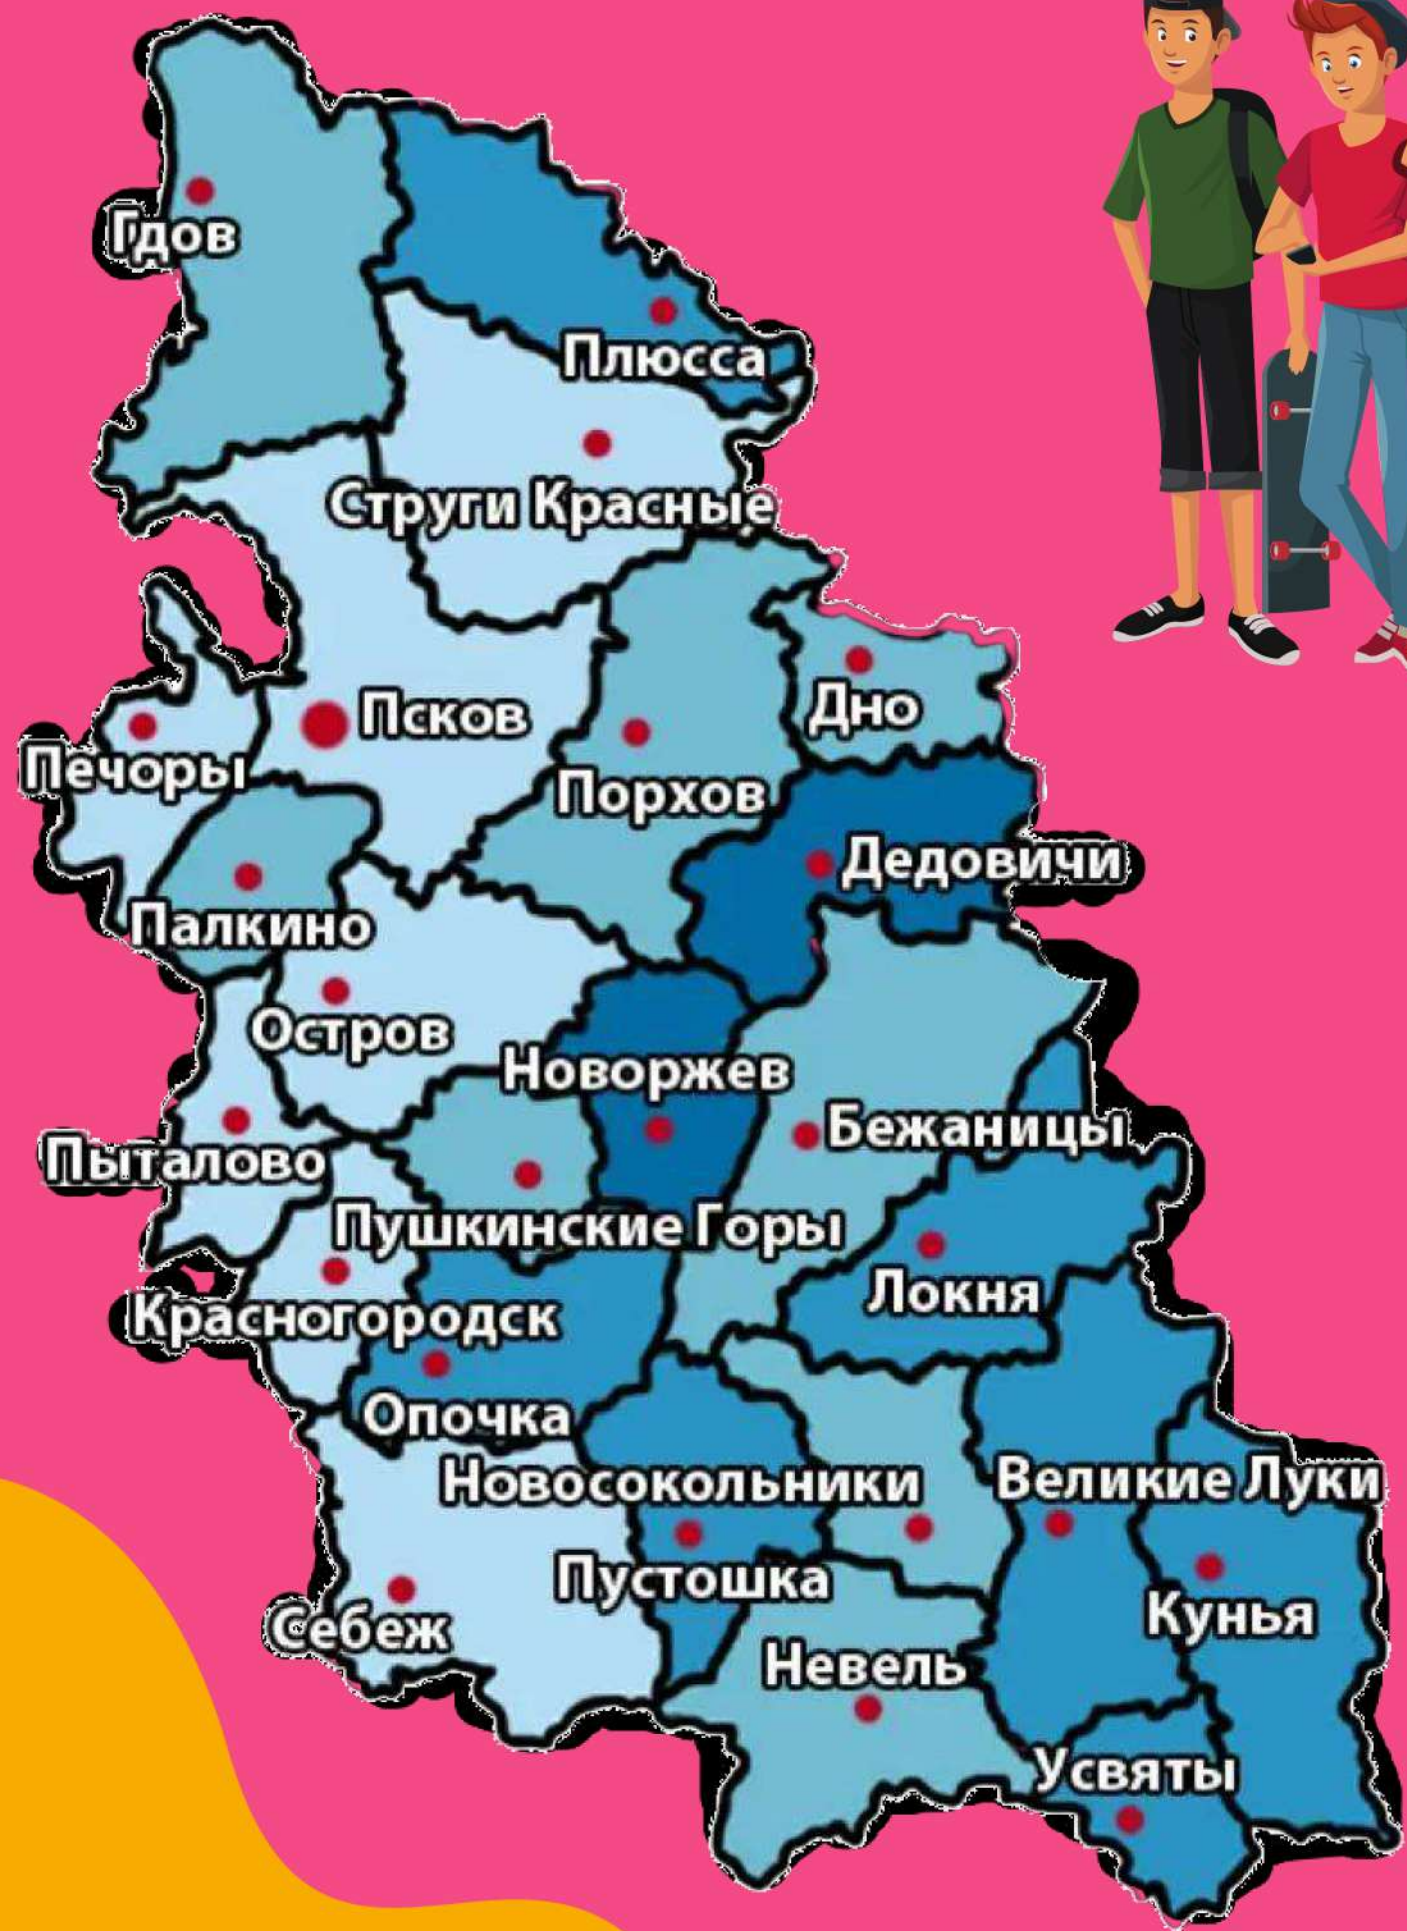 Гдов
Плюсса
Струги Красные
Псков
Дно
Печоры
Порхов
Дедовичи
Палкино
Остров
Новоржев
Бежаницы
Пыталово
Пушкинские Горы
Локня
Красногородск
Опочка
Новосокольники
Великие Луки
Пустошка
Кунья
Себеж
Невель
Усвяты